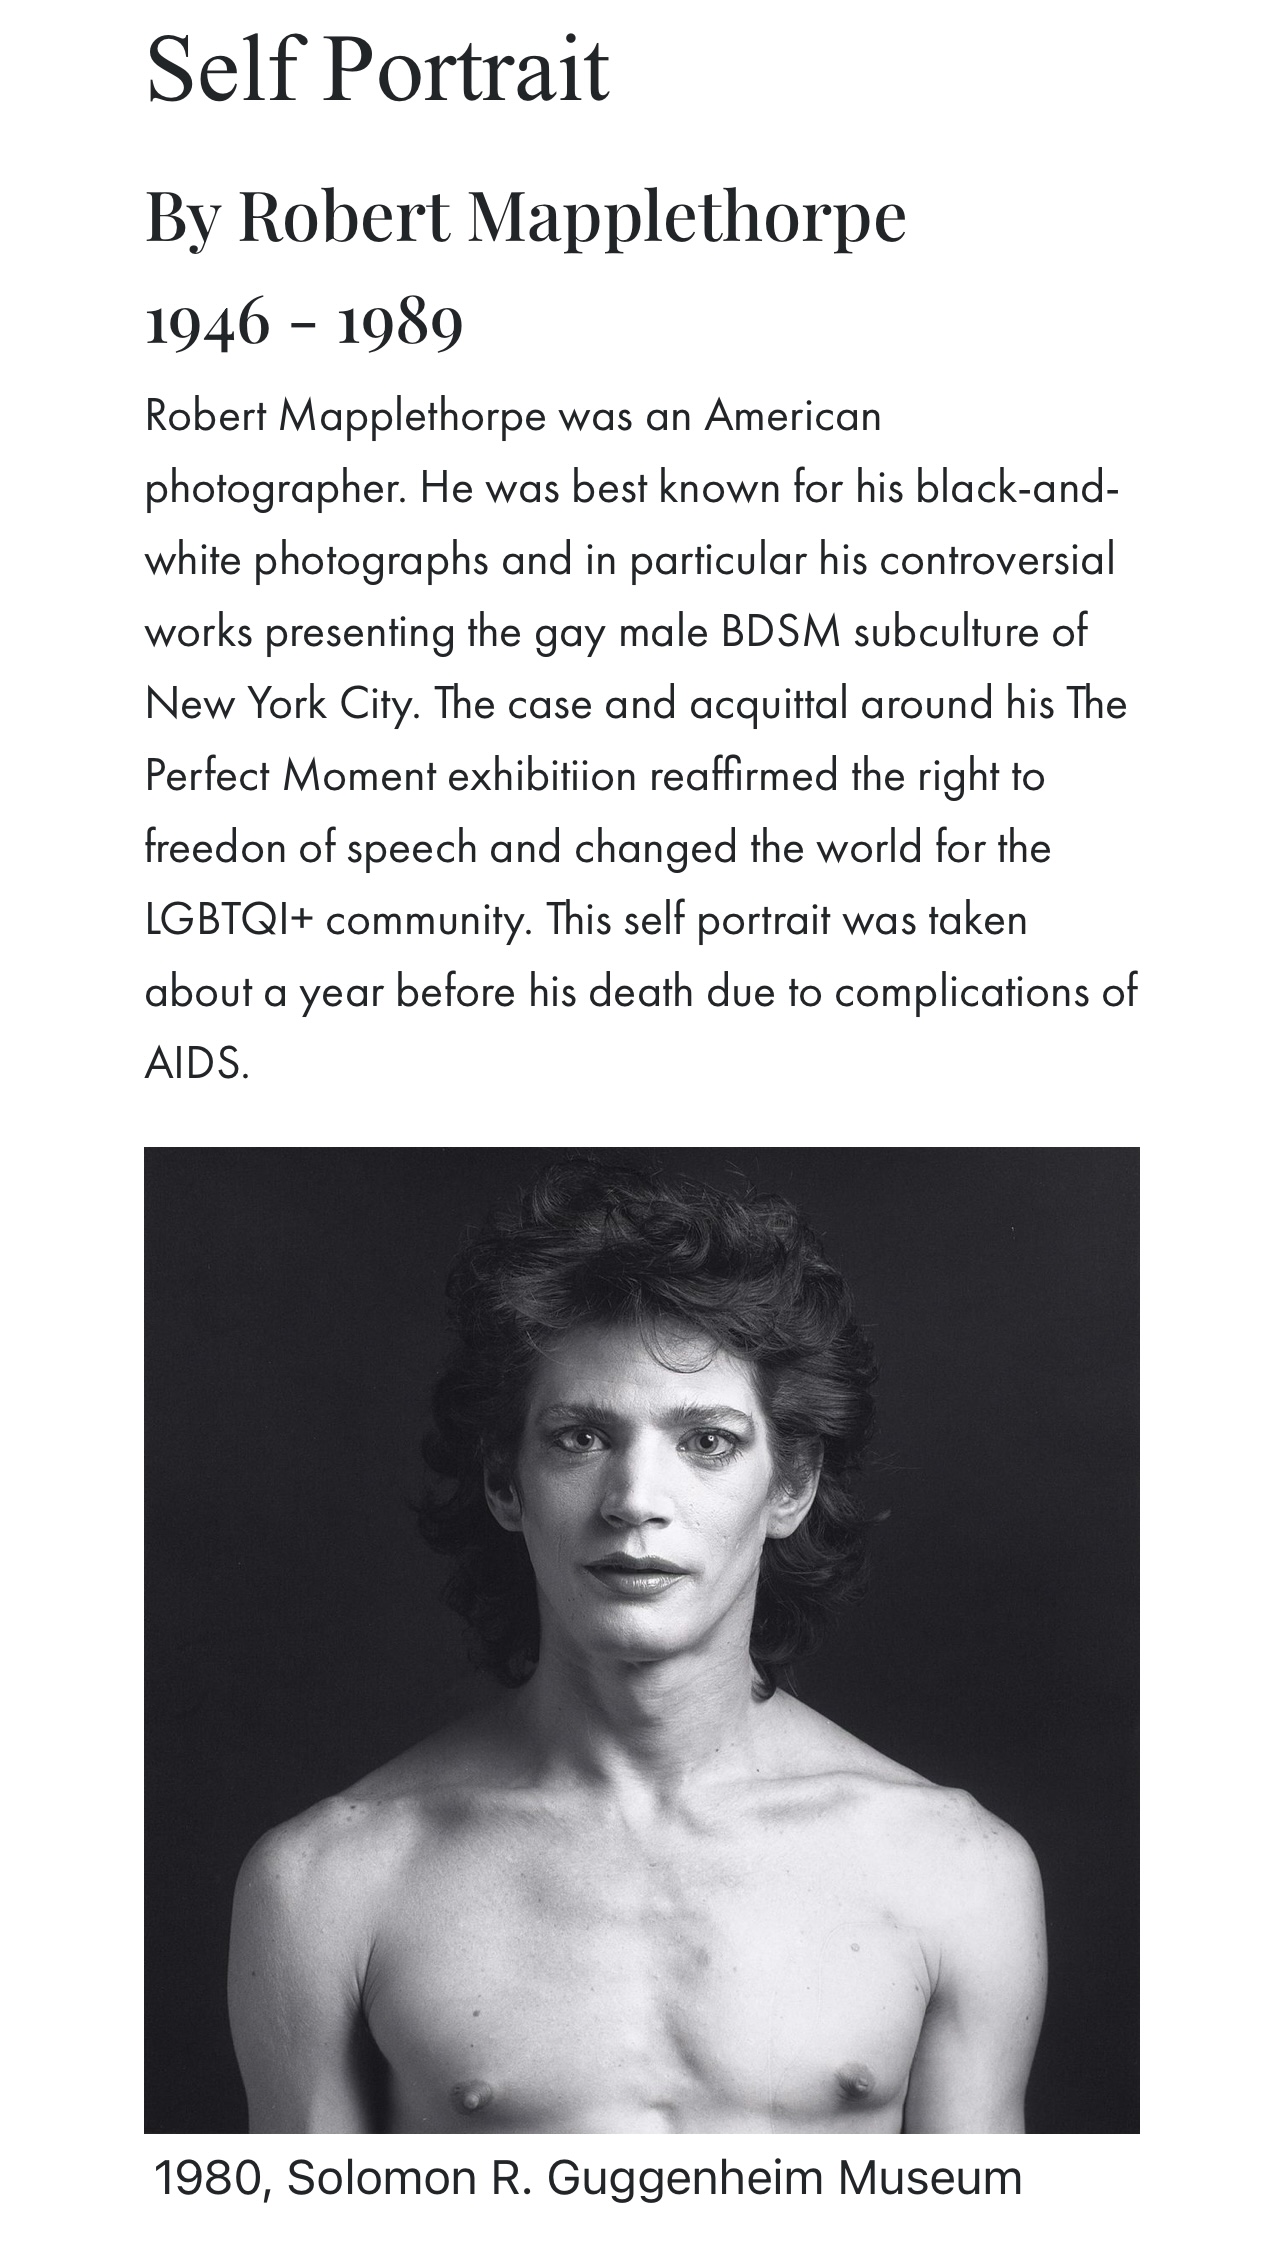 Self Portrait
By Robert Mapplethorpe
1946 - 1989
Robert Mapplethorpe was an American
photographer. He was best known for his black-and-
white photographs and in particular his controversial
works presenting the gay male BDSM subculture of
New York City. The case and acquittal around his The
Perfect Moment exhibitiion reaffirmed the right to
freedon of speech and changed the world for the
LGBTQI+ community. This self portrait was taken
about a year before his death due to complications of
AIDS.
1980, Solomon R. Guggenheim Museum